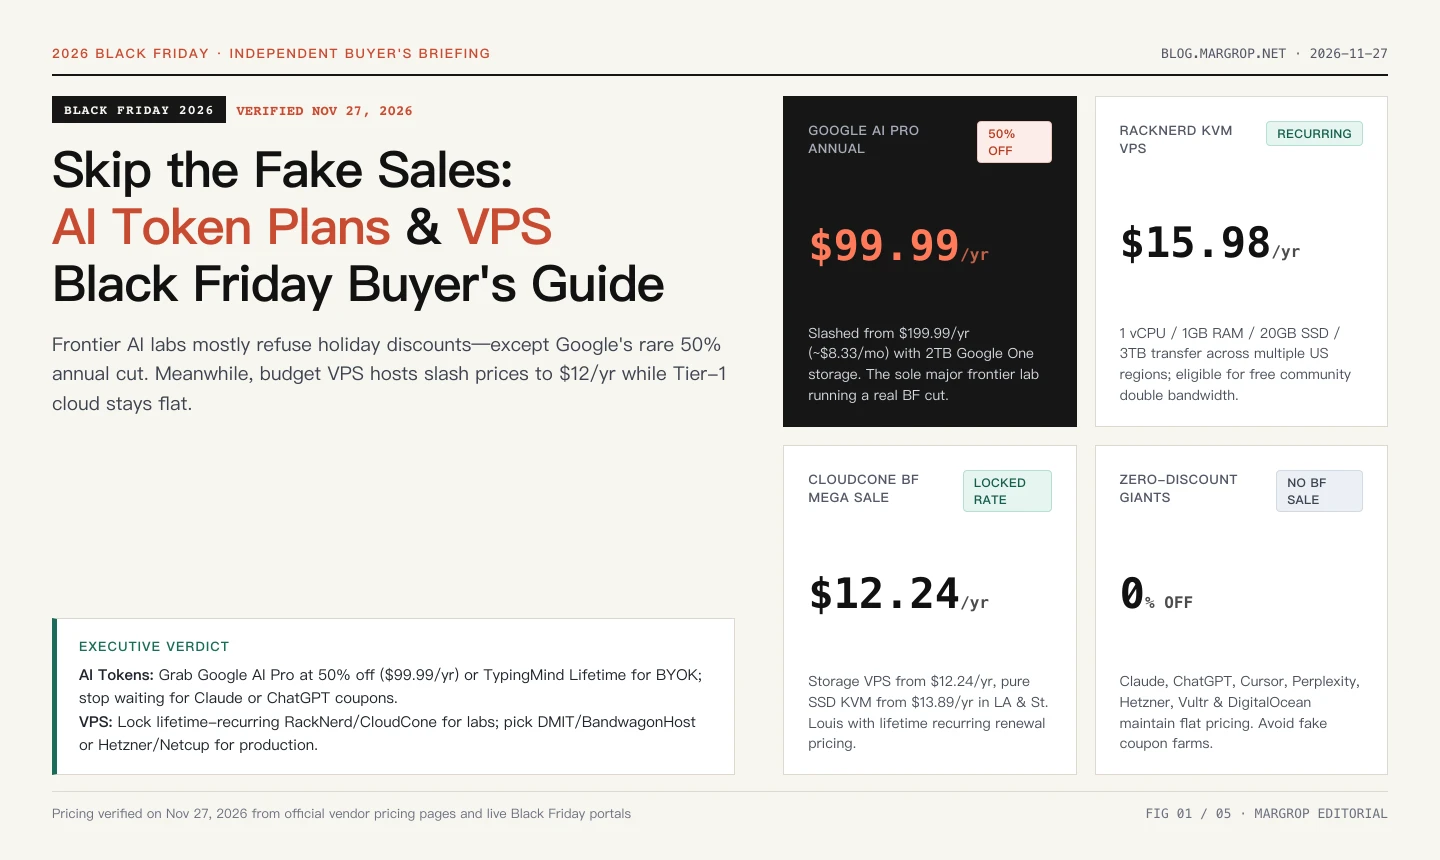 2026 BLACK FRIDAY · INDEPENDENT BUYER'S BRIEFING
BLOG.MARGROP.NET · 2026-11-27
BLACK FRIDAY 2026
VERIFIED NOV 27, 2026
Skip the Fake Sales:
AI Token Plans & VPS
Black Friday Buyer's Guide
Frontier AI labs mostly refuse holiday discounts—except Google's rare 50%
annual cut. Meanwhile, budget VPS hosts slash prices to $12/yr while Tier-1
cloud stays flat.
EXECUTIVE VERDICT
AI Tokens: Grab Google AI Pro at 50% off ($99.99/yr) or TypingMind Lifetime for BYOK;
stop waiting for Claude or ChatGPT coupons.
VPS: Lock lifetime-recurring RackNerd/CloudCone for labs; pick DMIT/BandwagonHost
or Hetzner/Netcup for production.
GOOGLE AI PRO
ANNUAL
50%
OFF
$99.99/yr
Slashed from $199.99/yr
(~$8.33/mo) with 2TB Google One
storage. The sole major frontier lab
running a real BF cut.
RACKNERD KVM
VPS
RECURRING
$15.98/yr
1 vCPU / 1GB RAM / 20GB SSD /
3TB transfer across multiple US
regions; eligible for free community
double bandwidth.
CLOUDCONE BF
MEGA SALE
LOCKED
RATE
$12.24/yr
Storage VPS from $12.24/yr, pure
SSD KVM from $13.89/yr in LA & St.
Louis with lifetime recurring renewal
pricing.
ZERO-DISCOUNT
GIANTS
NO BF
SALE
0% OFF
Claude, ChatGPT, Cursor, Perplexity,
Hetzner, Vultr & DigitalOcean
maintain flat pricing. Avoid fake
coupon farms.
Pricing verified on Nov 27, 2026 from official vendor pricing pages and live Black Friday portals
FIG 01 / 05 · MARGROP EDITORIAL